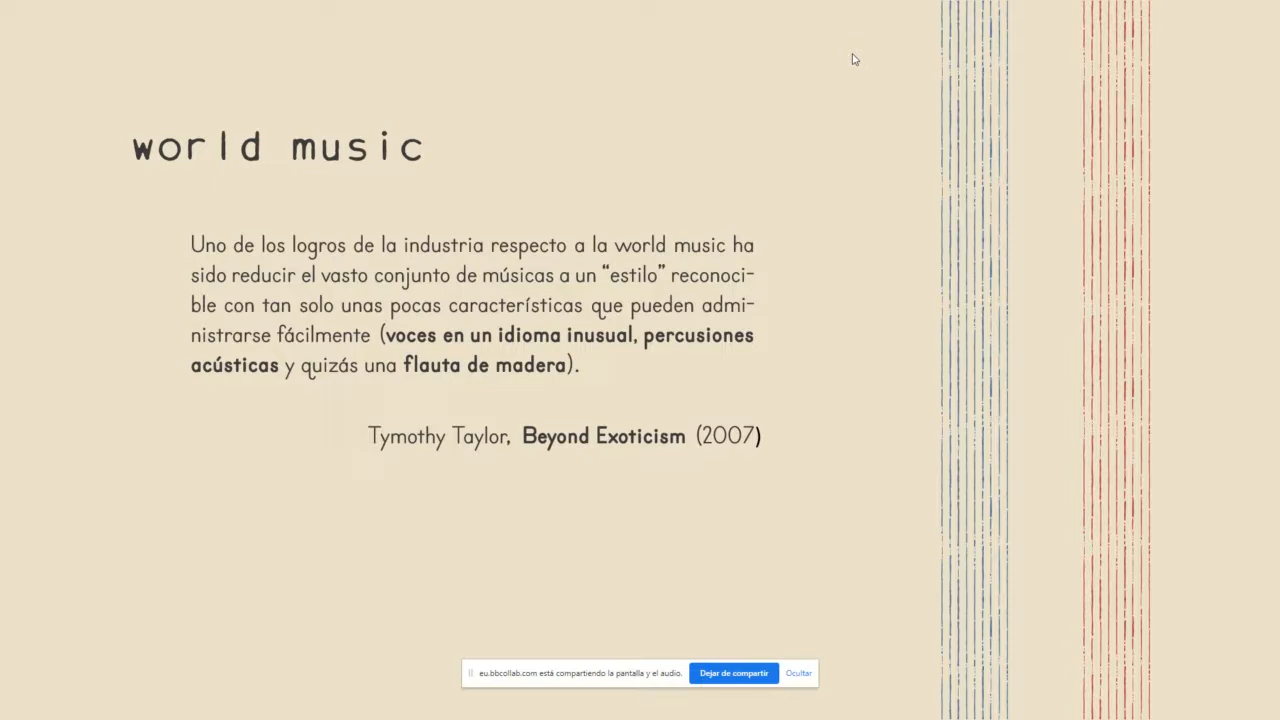 world music
Uno de los logros de la industria respecto a la world music ha
sido reducir el vasto conjunto de músicas a un “estilo” reconoci-
ble con tan solo unas pocas características que pueden admi-
nistrarse fácilmente (voces en un idioma inusual, percusiones
acústicas y quizás una flauta de madera).
Tymothy Taylor, Beyond Exoticism (2007)
eu.bbcollab.com está compartiendo la pantalla y el audio. Dejar de compartir Ocultar